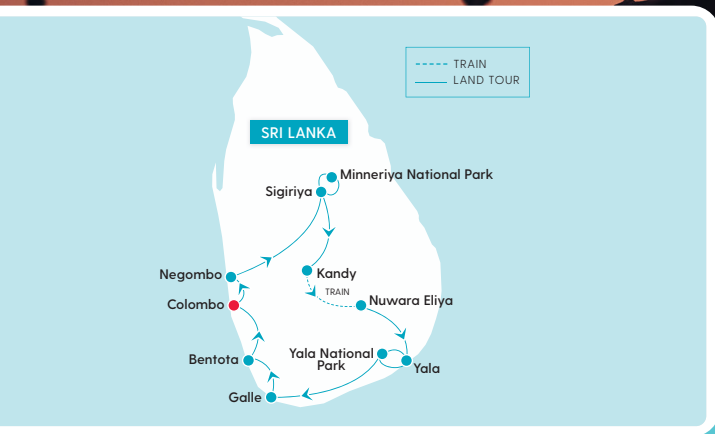 TRAIN
LAND TOUR
SRI LANKA
Minneriya National Park
Sigiriya
Negombo
Kandy
TRAIN
Colombo
Nuwara Eliya
Bentota
Yala National
Park
Yala
Galle